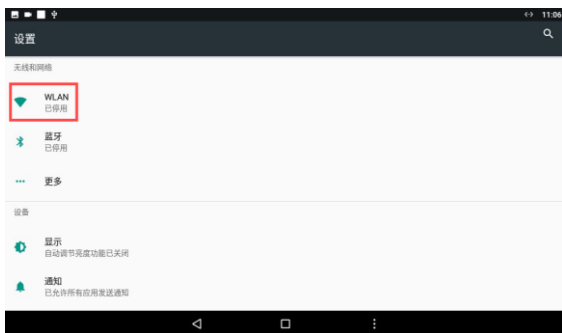 11:06
设置
无线和网络
WLAN
已停用
蓝牙
已停用
更多
设备
显示
自动调节亮度功能已关闭
通知
已允许所有应用发送通知